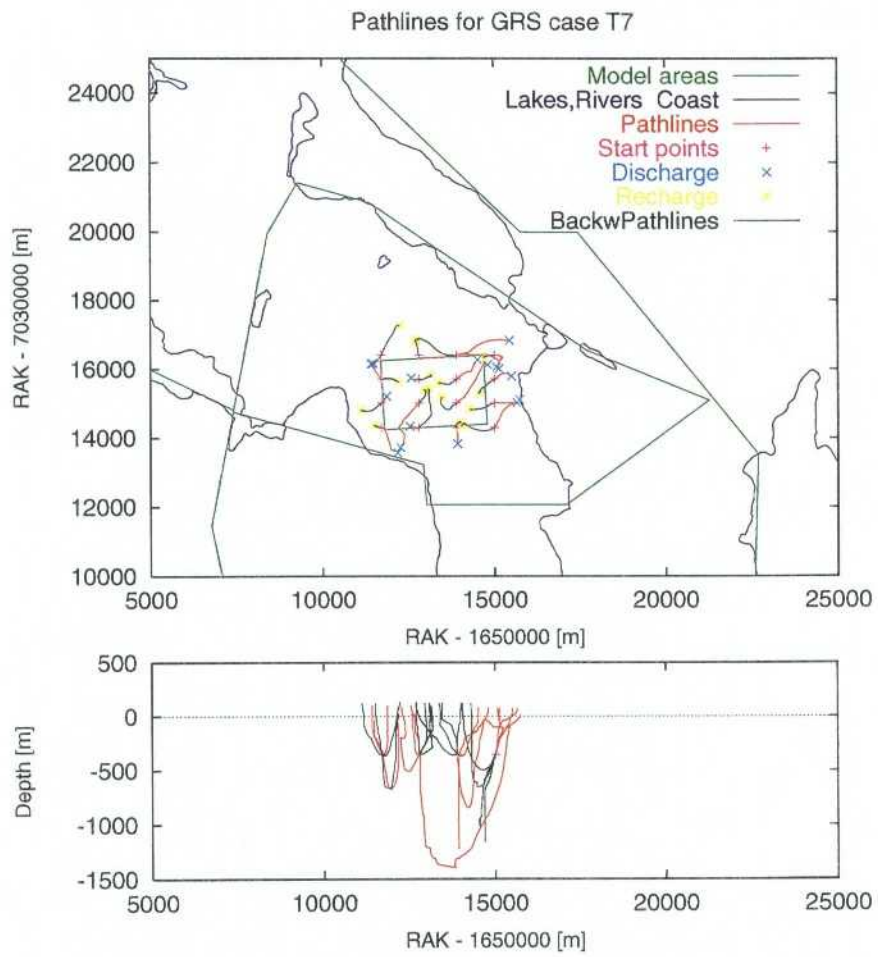 Pathlines for GRS case T7
RAK - 7030000 [m]
24000
22000
20000
18000
16000
14000
12000
10000
Model areas
Lakes,Rivers Coast
Pathlines
Start points
Discharge
Recharge
BackwPathlines
5000
10000
15000
20000
25000
RAK - 1650000 [m]
Depth [m]
500
0
-500
-1000
-1500
5000
10000
15000
20000
25000
RAK - 1650000 [m]